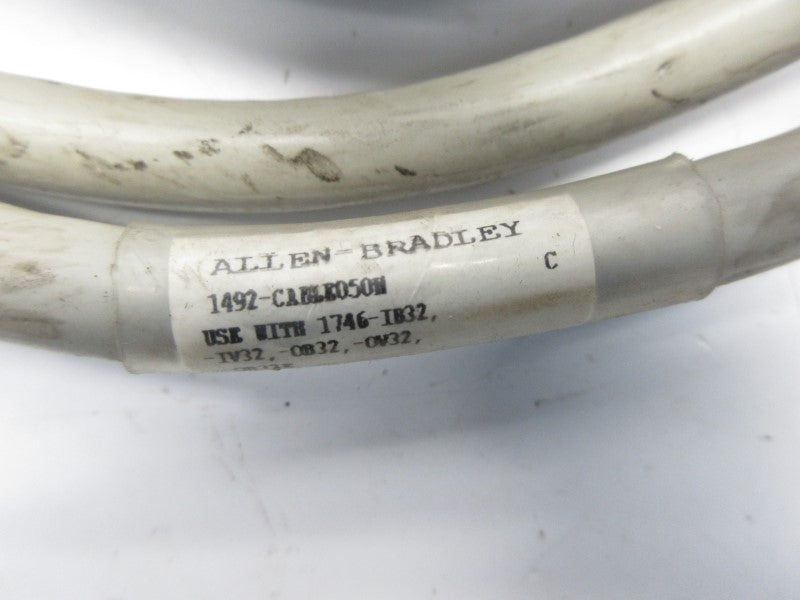 ALLEN-BRADLEY
1492-CABLE050H C
USE WITH 1746-IB32,
-IV32,-OB32,-OV32,